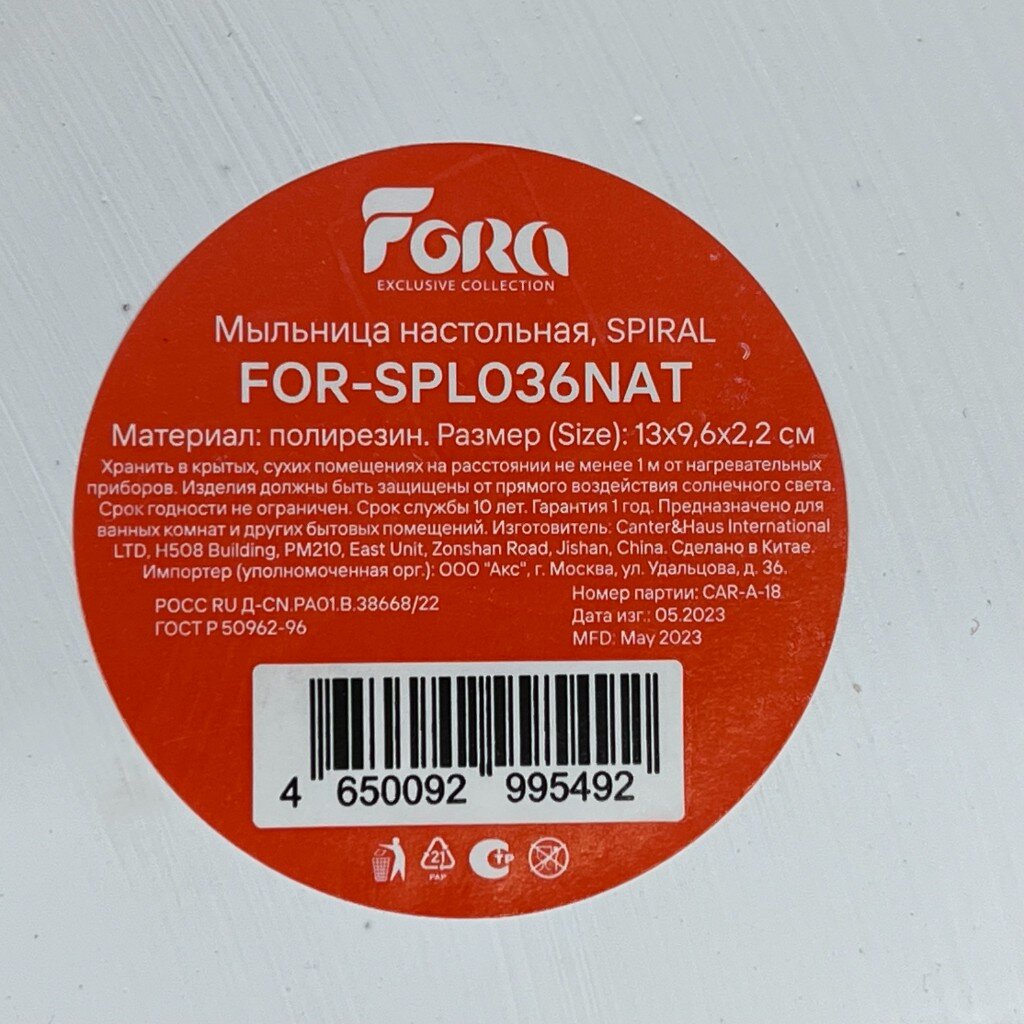 FORA
EXCLUSIVE COLLECTION
Мыльница настольная, SPIRAL
FOR-SPL036NAT
Материал: полирезин. Размер (Size): 13х9,6х2,2 см
Хранить в крытых, сухих помещениях на расстоянии не менее 1 м от нагревательных
приборов. Изделия должны быть защищены от прямого воздействия солнечного света.
Срок годности не ограничен. Срок службы 10 лет. Гарантия 1 год. Предназначено для
ванных комнат и других бытовых помещений. Изготовитель: Canter&Haus International
LTD, H508 Building, PM210, East Unit, Zonshan Road, Jishan, China. Сделано в Китае.
Импортер (уполномоченная орг.): ООО "Акс", г. Москва, ул. Удальцова, д. 36.
РОСС RU Д-CN.РА01.В.38668/22
ГОСТ Р 50962-96
Номер партии: CAR-A-18
Дата изг.: 05.2023
MFD: May 2023
4 650092 995492
21
PAP